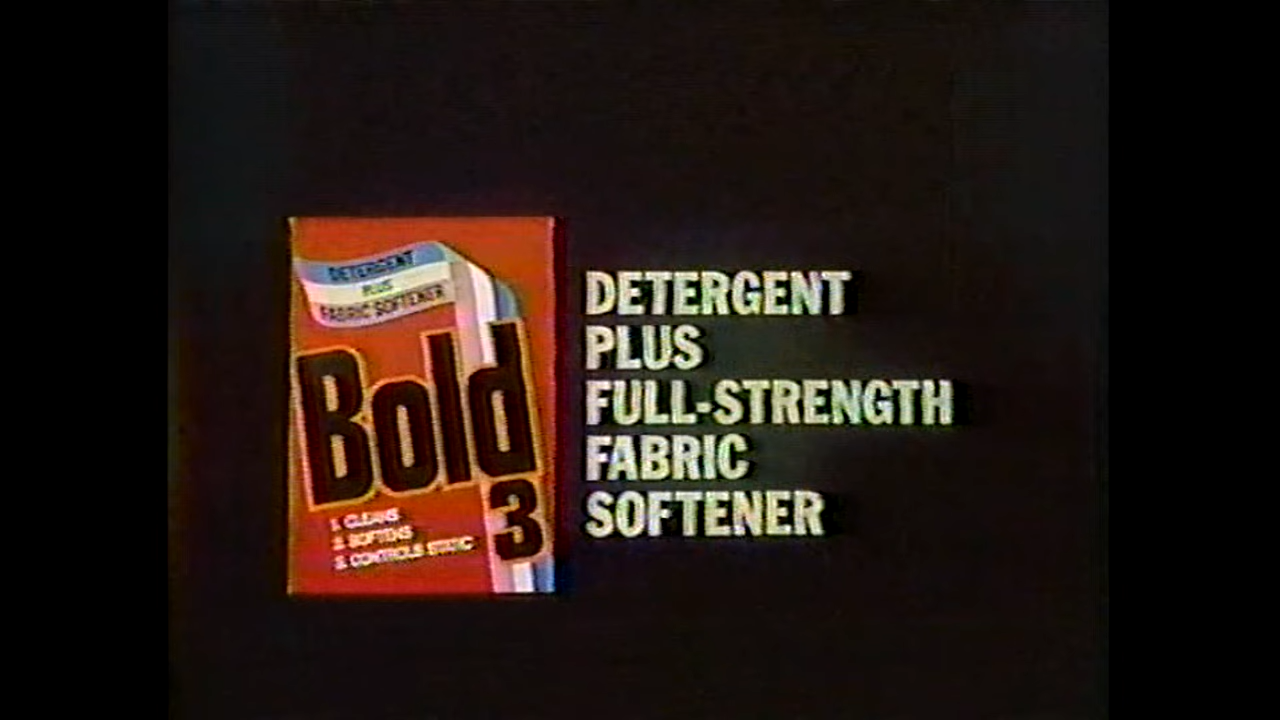 DETERGENT
PLUS
FABRIC SOFTENER
Bold
3
1. CLEANS
2. SOFTENS
3. CONTROLS STATIC
DETERGENT
PLUS
FULL-STRENGTH
FABRIC
SOFTENER